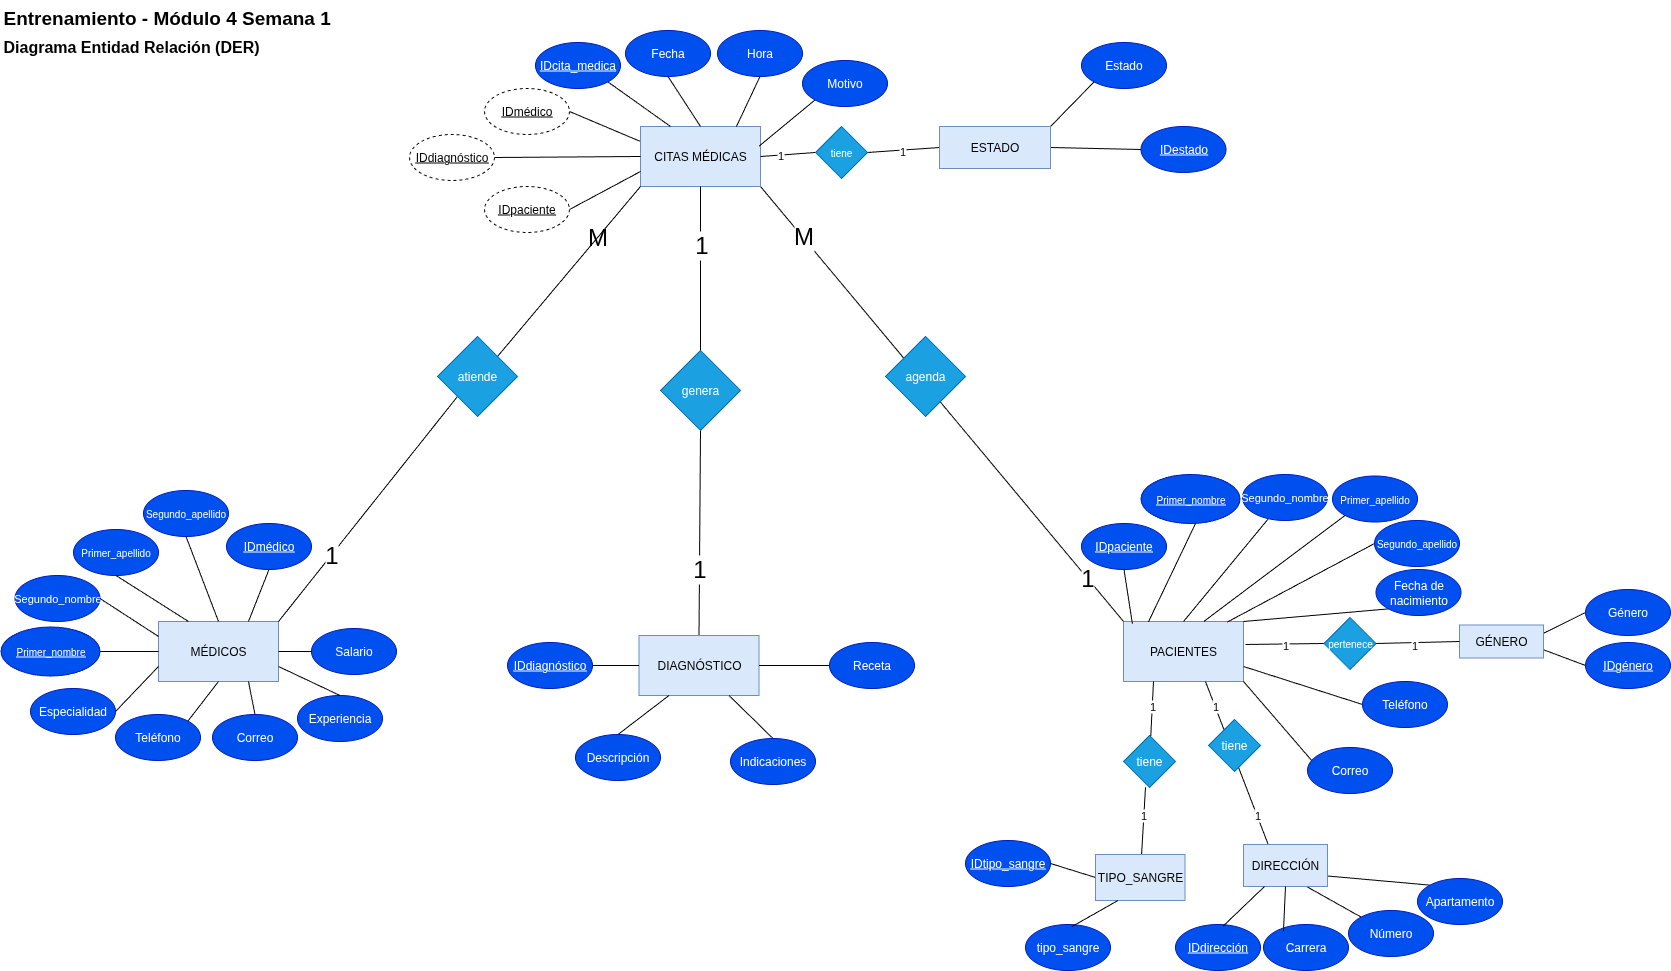 Entrenamiento - Módulo 4 Semana 1
Diagrama Entidad Relación (DER)
IDcita_medica
Fecha
Hora
Motivo
Estado
IDmédico
IDdiagnóstico
IDpaciente
CITAS MÉDICAS
1
tiene
1
ESTADO
IDestado
M
1
M
atiende
genera
agenda
1
1
1
Segundo_apellido
Primer_apellido
IDmédico
Segundo_nombre
Primer_nombre
MÉDICOS
Salario
Especialidad
Teléfono
Correo
Experiencia
IDdiagnóstico
DIAGNÓSTICO
Receta
Descripción
Indicaciones
Primer_nombre
Segundo_nombre
Primer_apellido
Segundo_apellido
IDpaciente
Fecha de
nacimiento
PACIENTES
1
pertenece
1
GÉNERO
Género
IDgénero
Teléfono
Correo
1
1
tiene
tiene
1
1
IDtipo_sangre
TIPO_SANGRE
tipo_sangre
DIRECCIÓN
Apartamento
Número
Carrera
IDdirección